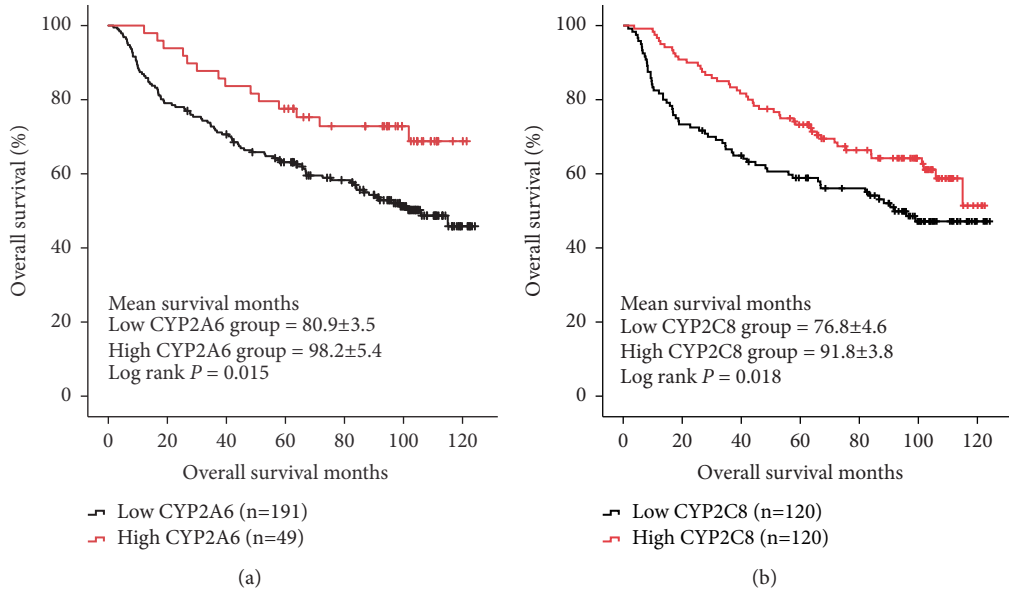 100
80
60
40
20
0
Overall survival (%)
Mean survival months
Low CYP2A6 group = 80.9±3.5
High CYP2A6 group = 98.2±5.4
Log rank P = 0.015
0 20 40 60 80 100 120
Overall survival months
Low CYP2A6 (n=191)
High CYP2A6 (n=49)
(a)
100
80
60
40
20
0
Overall survival (%)
Mean survival months
Low CYP2C8 group = 76.8±4.6
High CYP2C8 group = 91.8±3.8
Log rank P = 0.018
0 20 40 60 80 100 120
Overall survival months
Low CYP2C8 (n=120)
High CYP2C8 (n=120)
(b)